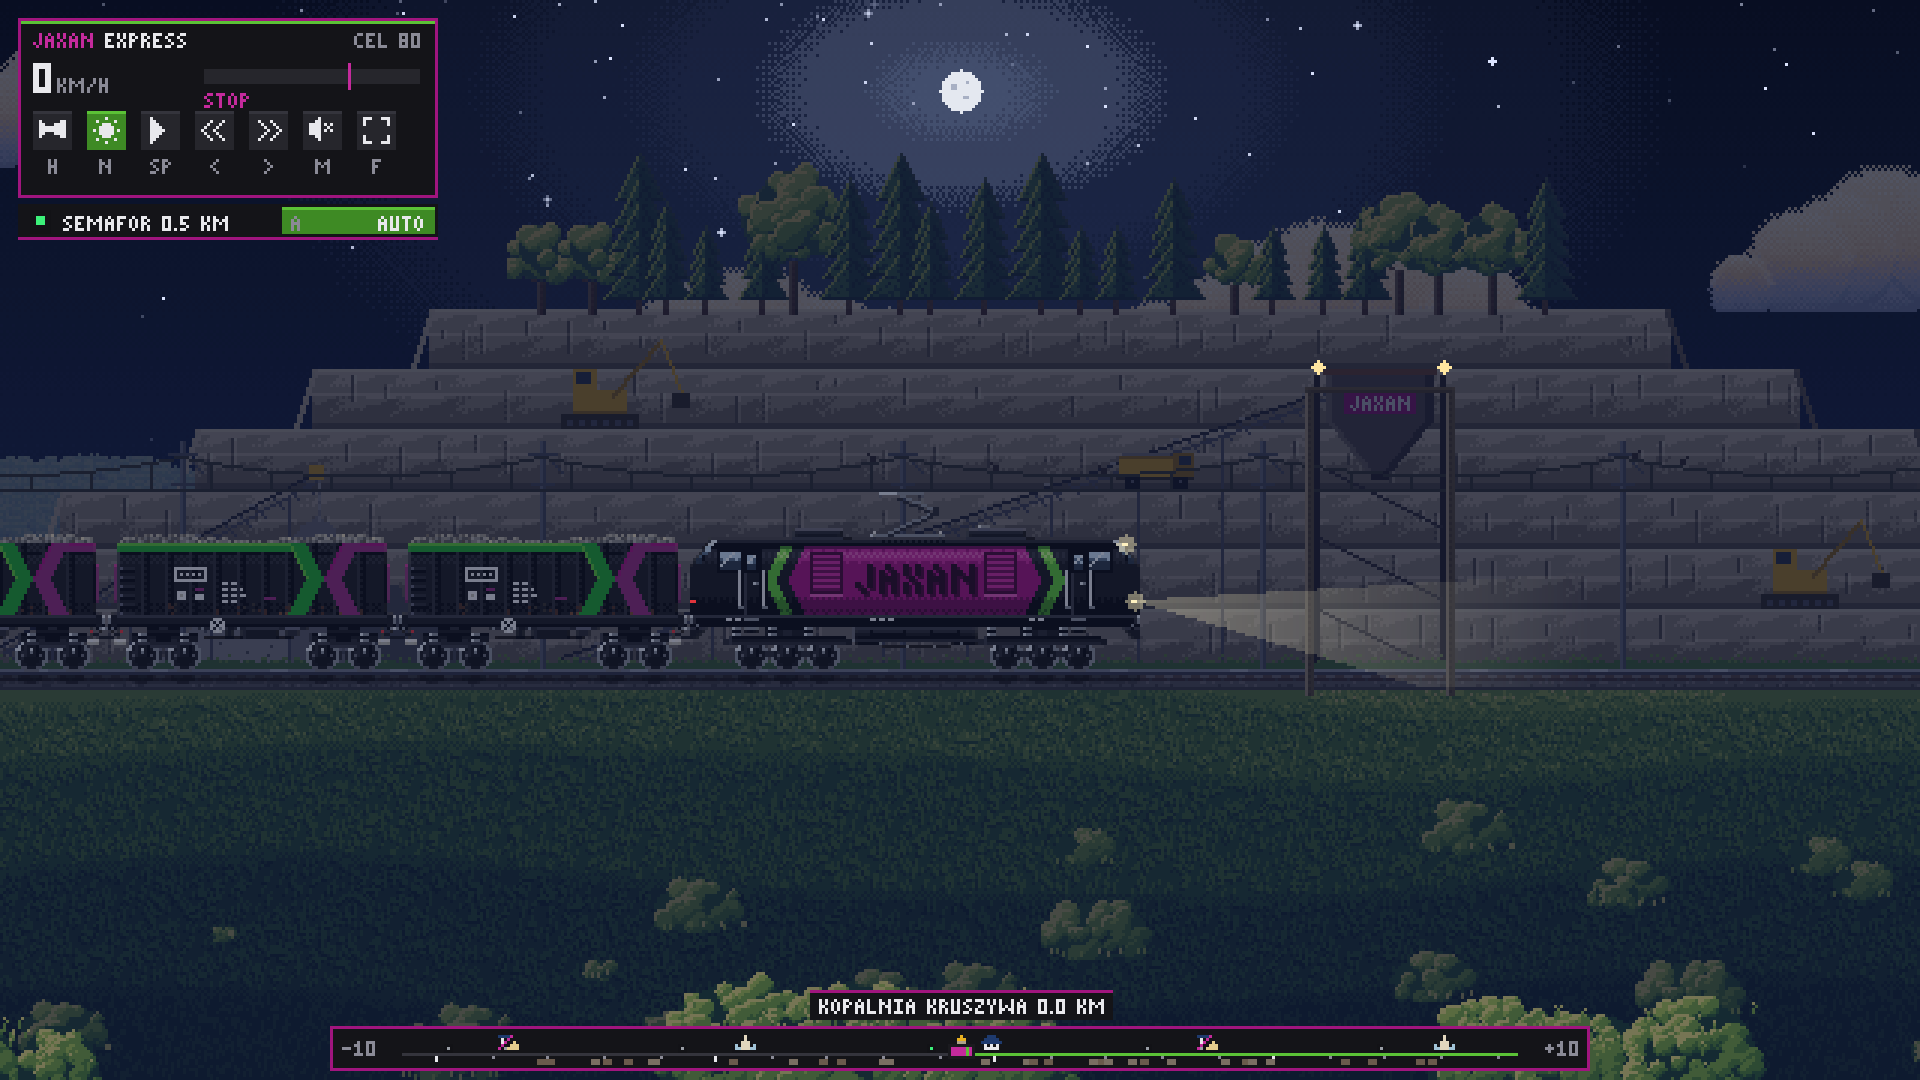 JAXAN EXPRESS CEL 80
0 KM/H
STOP
H N SP < > M F
SEMAFOR 0.5 KM A AUTO
JAXAN
JAXAN
KOPALNIA KRUSZYWA 0.0 KM
-10 +10